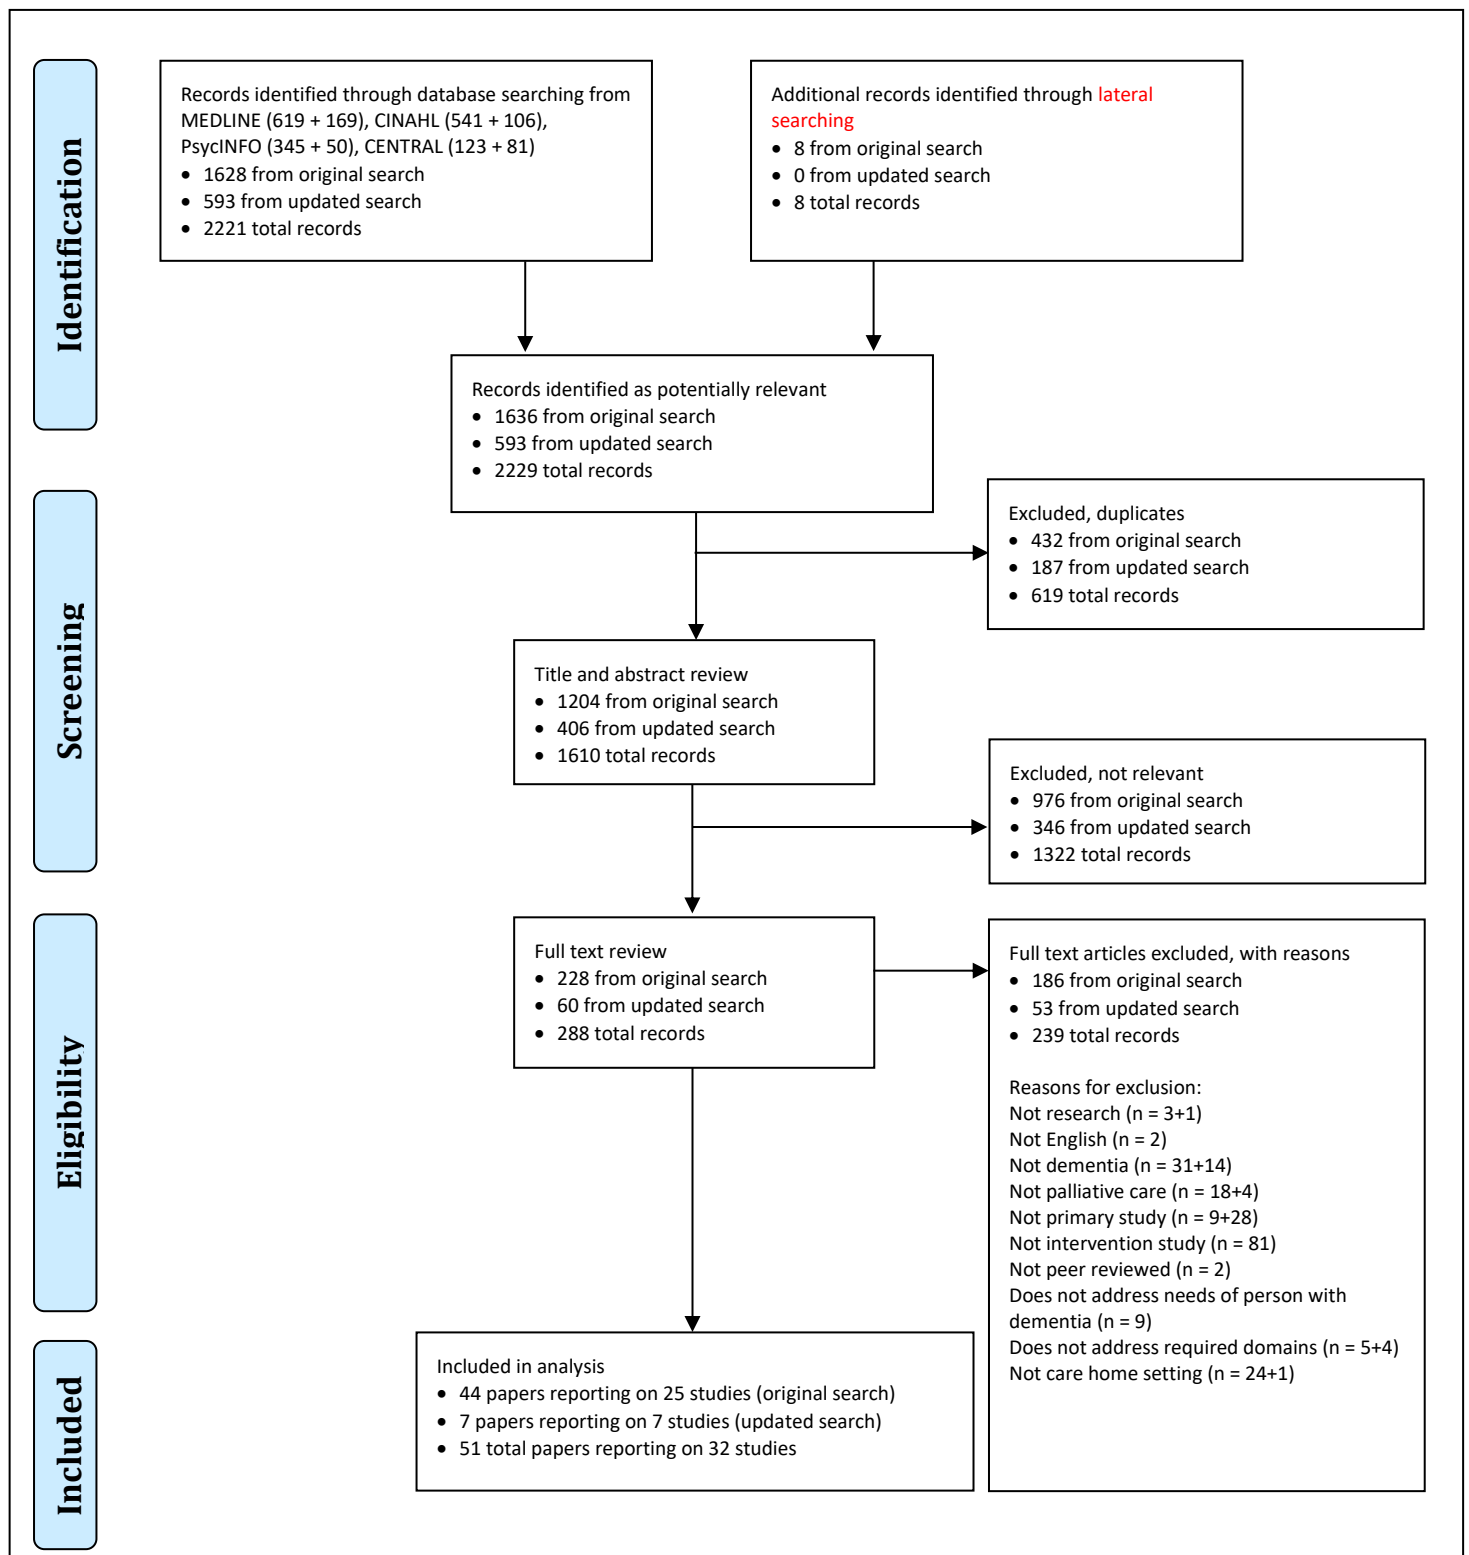 Identification
Records identified through database searching from
MEDLINE (619 + 169), CINAHL (541 + 106),
PsycINFO (345 + 50), CENTRAL (123 + 81)
• 1628 from original search
• 593 from updated search
• 2221 total records
Additional records identified through lateral
searching
• 8 from original search
• 0 from updated search
• 8 total records
Records identified as potentially relevant
• 1636 from original search
• 593 from updated search
• 2229 total records
Screening
Excluded, duplicates
• 432 from original search
• 187 from updated search
• 619 total records
Title and abstract review
• 1204 from original search
• 406 from updated search
• 1610 total records
Excluded, not relevant
• 976 from original search
• 346 from updated search
• 1322 total records
Eligibility
Full text review
• 228 from original search
• 60 from updated search
• 288 total records
Full text articles excluded, with reasons
• 186 from original search
• 53 from updated search
• 239 total records
Reasons for exclusion:
Not research (n = 3+1)
Not English (n = 2)
Not dementia (n = 31+14)
Not palliative care (n = 18+4)
Not primary study (n = 9+28)
Not intervention study (n = 81)
Not peer reviewed (n = 2)
Does not address needs of person with
dementia (n = 9)
Does not address required domains (n = 5+4)
Not care home setting (n = 24+1)
Included
Included in analysis
• 44 papers reporting on 25 studies (original search)
• 7 papers reporting on 7 studies (updated search)
• 51 total papers reporting on 32 studies